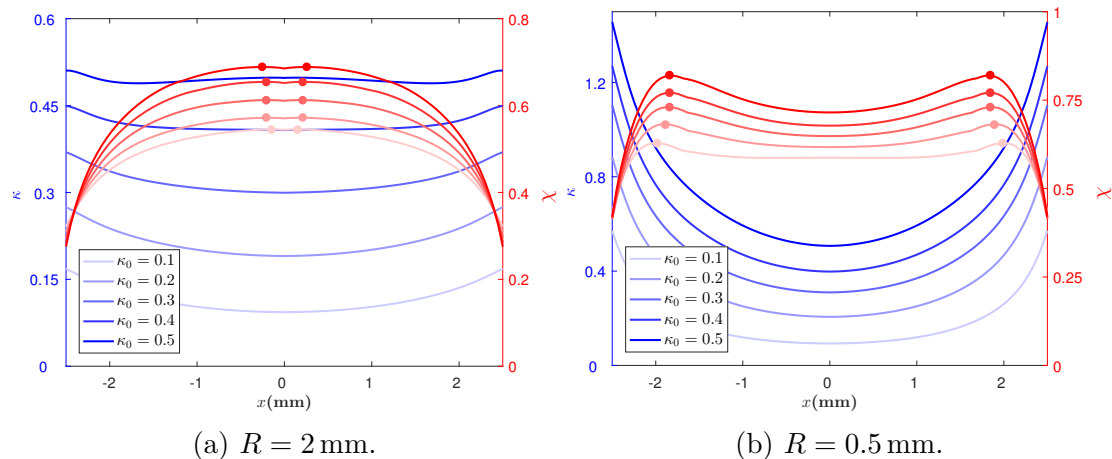 0.6
0.45
0.3
0.15
0
κ
0.8
0.6
0.4
0.2
0
χ
κ₀ = 0.1
κ₀ = 0.2
κ₀ = 0.3
κ₀ = 0.4
κ₀ = 0.5
-2 -1 0 1 2
x(mm)
(a) R = 2 mm.
1.2
0.8
0.4
0
κ
1
0.75
0.5
0.25
0
χ
κ₀ = 0.1
κ₀ = 0.2
κ₀ = 0.3
κ₀ = 0.4
κ₀ = 0.5
-2 -1 0 1 2
x(mm)
(b) R = 0.5 mm.